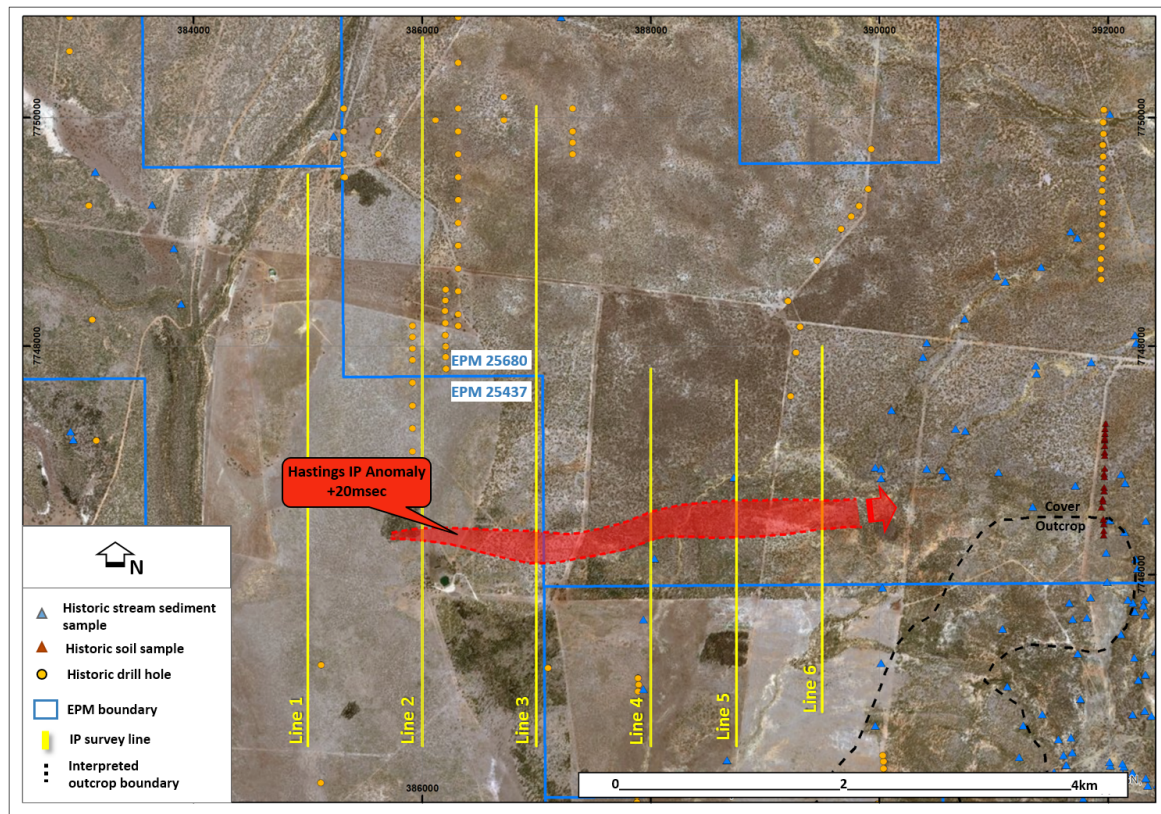 384000
386000
388000
390000
392000
7750000
7750000
7748000
7748000
EPM 25680
EPM 25437
Hastings IP Anomaly
+20msec
Cover
Outcrop
7746000
N
Historic stream sediment
sample
Historic soil sample
Historic drill hole
EPM boundary
IP survey line
Interpreted
outcrop boundary
Line 1
Line 2
Line 3
Line 4
Line 5
Line 6
386000
0
2
4km